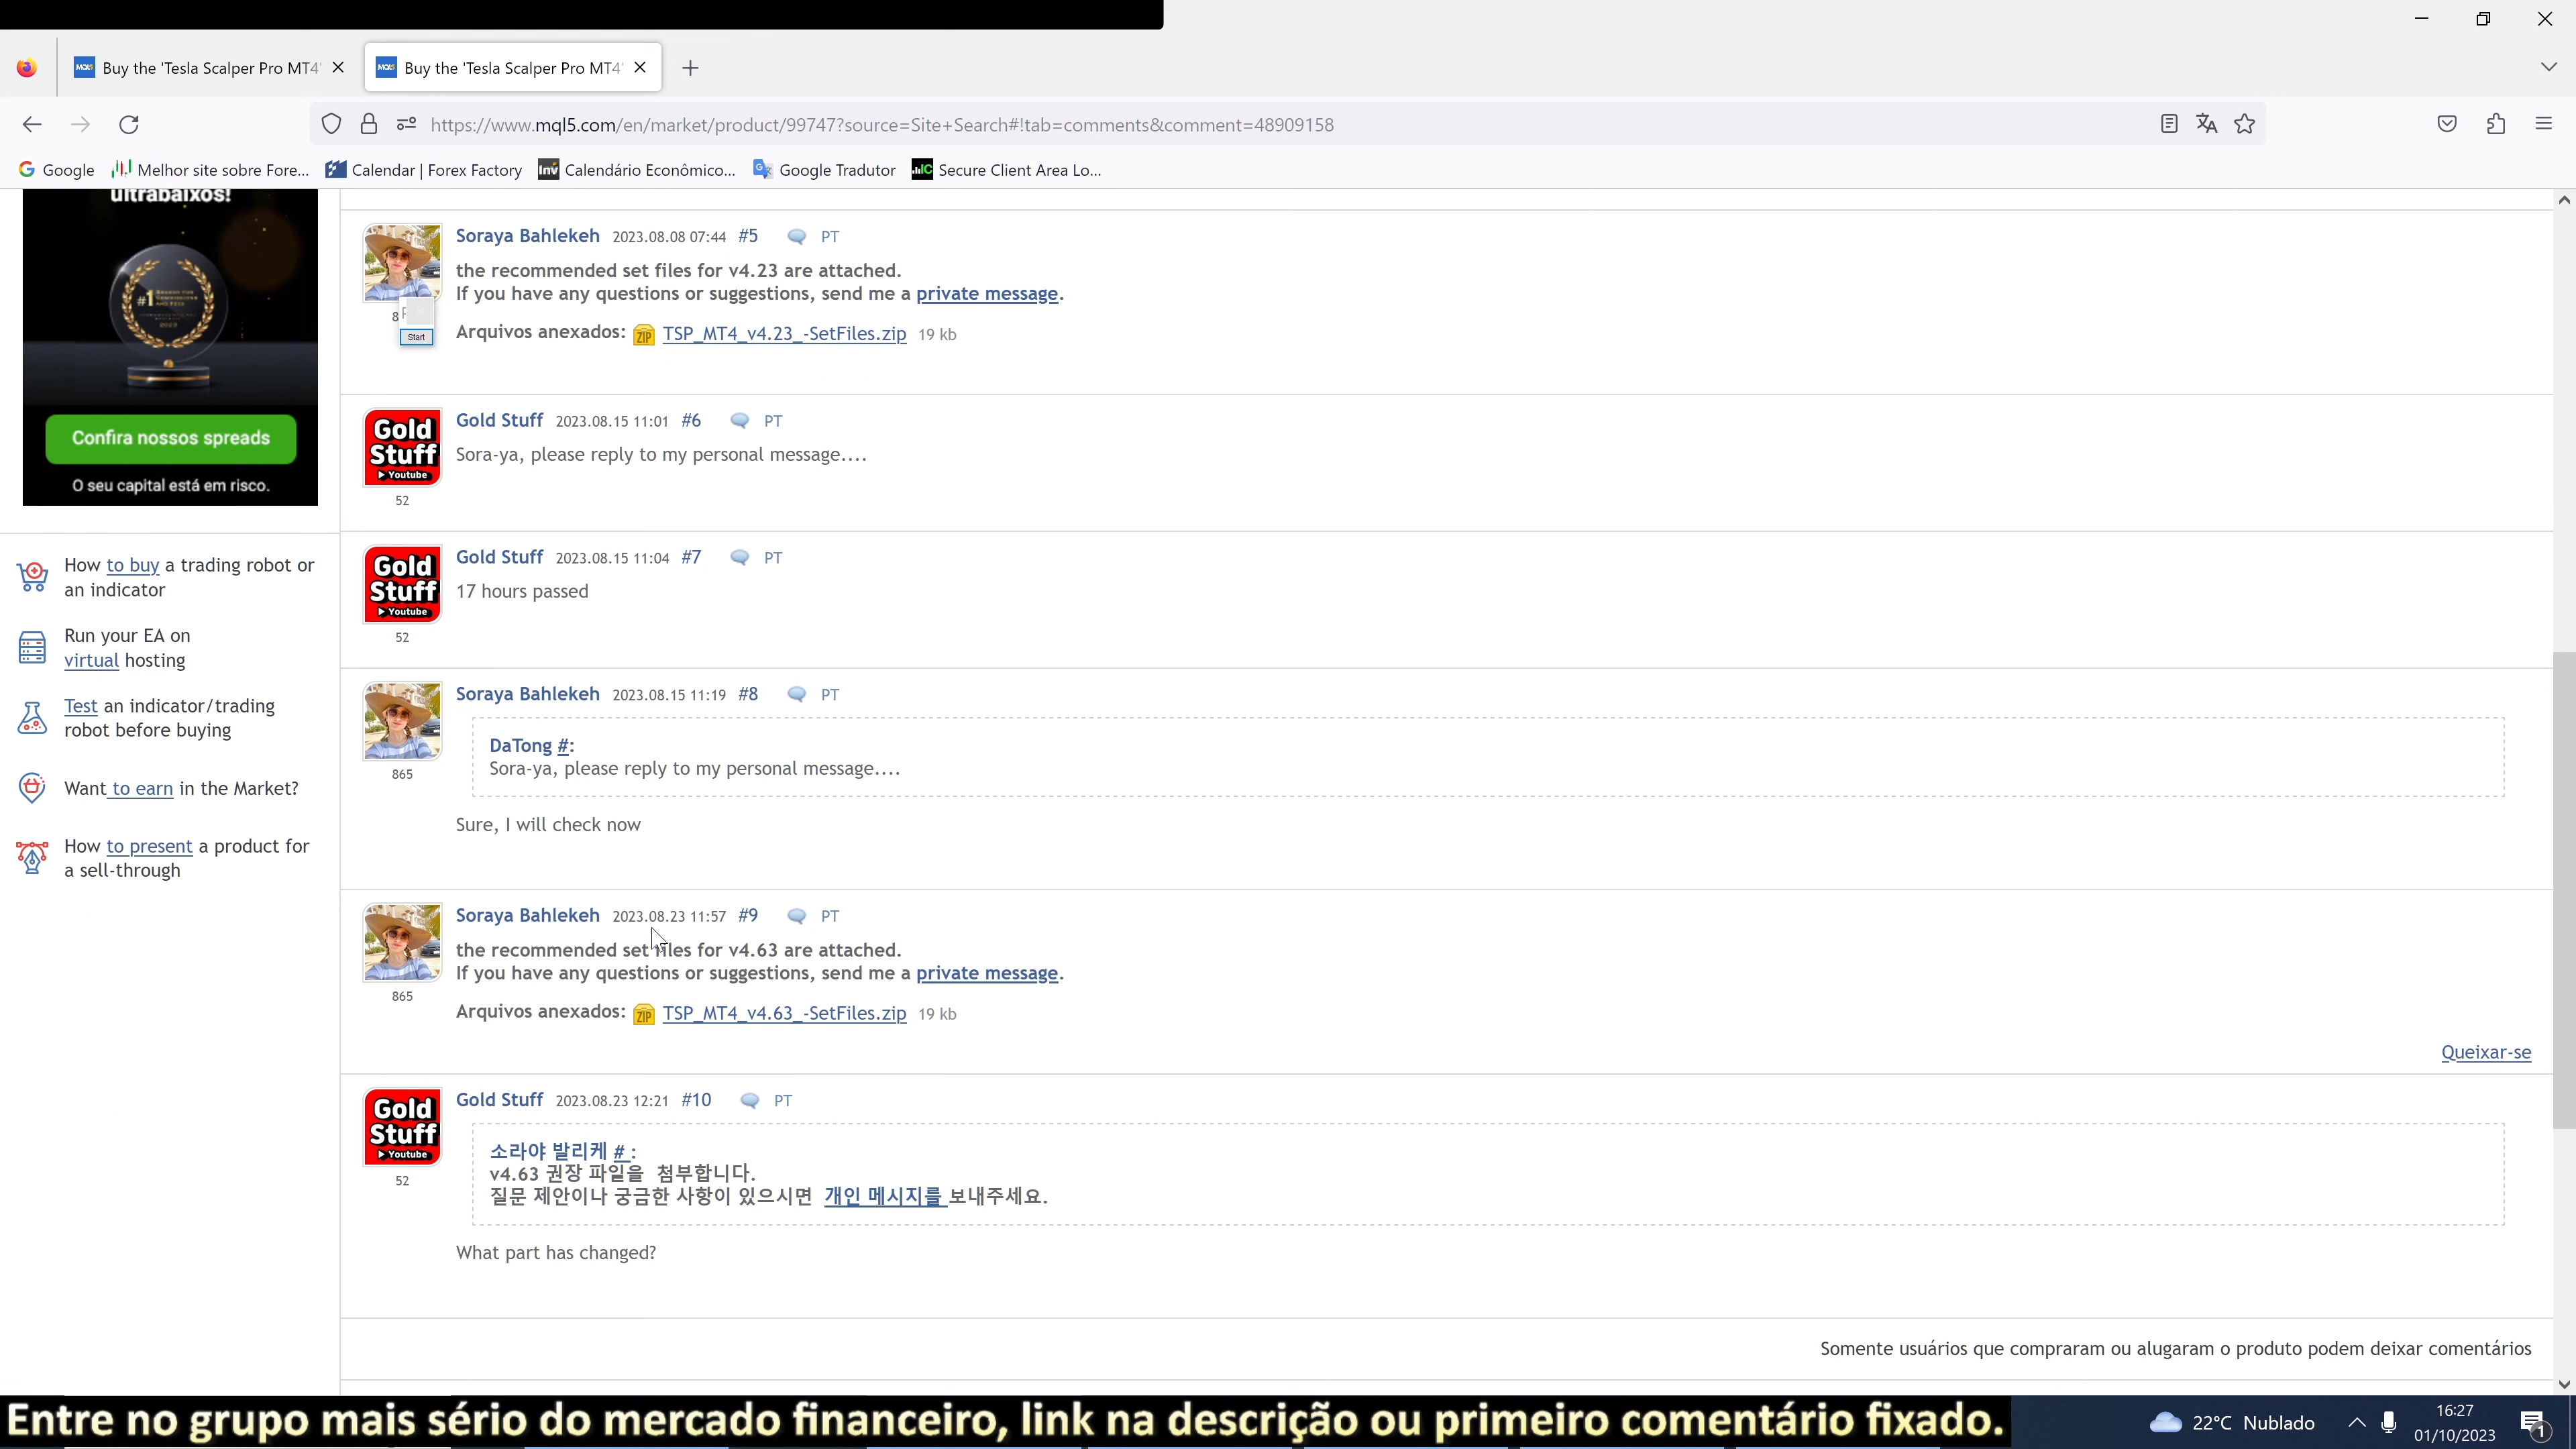 Buy the 'Tesla Scalper Pro MT4'
Buy the 'Tesla Scalper Pro MT4'
https://www.mql5.com/en/market/product/99747?source=Site+Search#!tab=comments&comment=48909158
Google
Melhor site sobre Fore...
Calendar | Forex Factory
Calendário Econômico...
Google Tradutor
Secure Client Area Lo...
ultrabaixos!
#1
Confira nossos spreads
O seu capital está em risco.
How to buy a trading robot or
an indicator
Run your EA on
virtual hosting
Test an indicator/trading
robot before buying
Want to earn in the Market?
How to present a product for
a sell-through
Soraya Bahlekeh 2023.08.08 07:44 #5 PT
the recommended set files for v4.23 are attached.
If you have any questions or suggestions, send me a private message.
Start
Arquivos anexados: ZIP TSP_MT4_v4.23_-SetFiles.zip 19 kb
Gold Stuff Youtube
52
Gold Stuff 2023.08.15 11:01 #6 PT
Sora-ya, please reply to my personal message....
Gold Stuff Youtube
52
Gold Stuff 2023.08.15 11:04 #7 PT
17 hours passed
865
Soraya Bahlekeh 2023.08.15 11:19 #8 PT
DaTong #:
Sora-ya, please reply to my personal message....
Sure, I will check now
865
Soraya Bahlekeh 2023.08.23 11:57 #9 PT
the recommended set files for v4.63 are attached.
If you have any questions or suggestions, send me a private message.
Arquivos anexados: ZIP TSP_MT4_v4.63_-SetFiles.zip 19 kb
Queixar-se
Gold Stuff Youtube
52
Gold Stuff 2023.08.23 12:21 #10 PT
소라야 발리케 # :
v4.63 권장 파일을 첨부합니다.
질문 제안이나 궁금한 사항이 있으시면 개인 메시지를 보내주세요.
What part has changed?
Somente usuários que compraram ou alugaram o produto podem deixar comentários
Entre no grupo mais sério do mercado financeiro, link na descrição ou primeiro comentário fixado.
22°C Nublado
16:27
01/10/2023
1